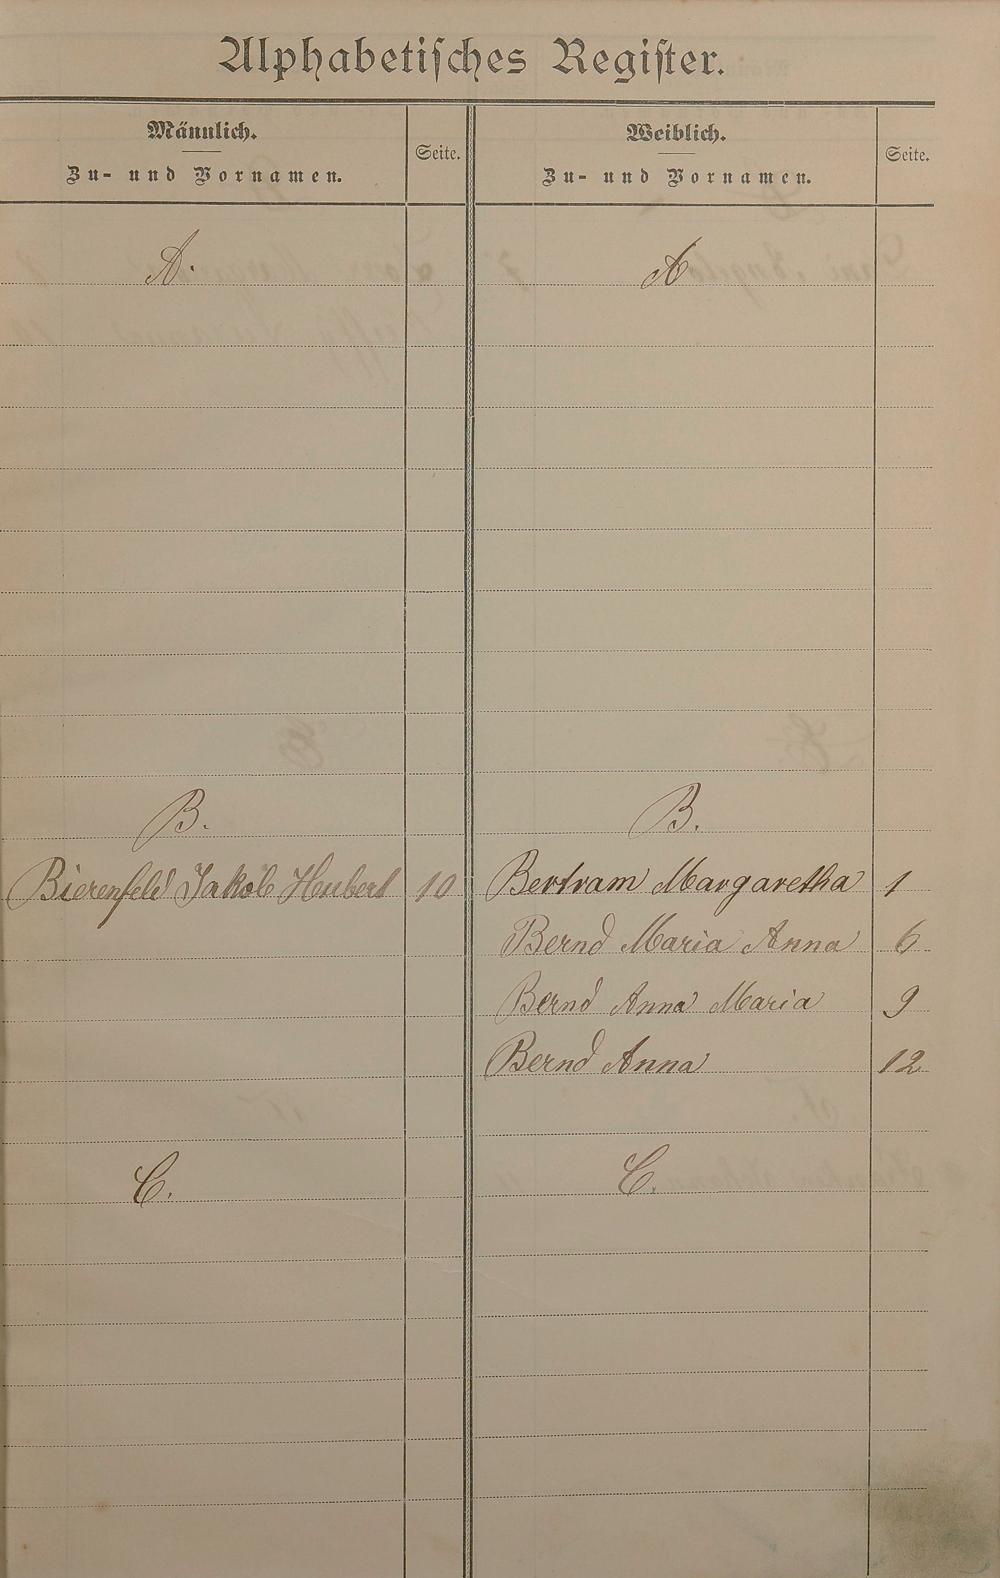 Alphabetisches Register.
Männlich.
Zu- und Vornamen.
Seite.
Weiblich.
Zu- und Vornamen.
Seite.
A.
A
B.
B.
Bierenfeld Jakob Hubert 10
Bertram Margaretha 1
Bernd Maria Anna 6
Bernd Anna Maria 9
Bernd Anna 12
C.
C.